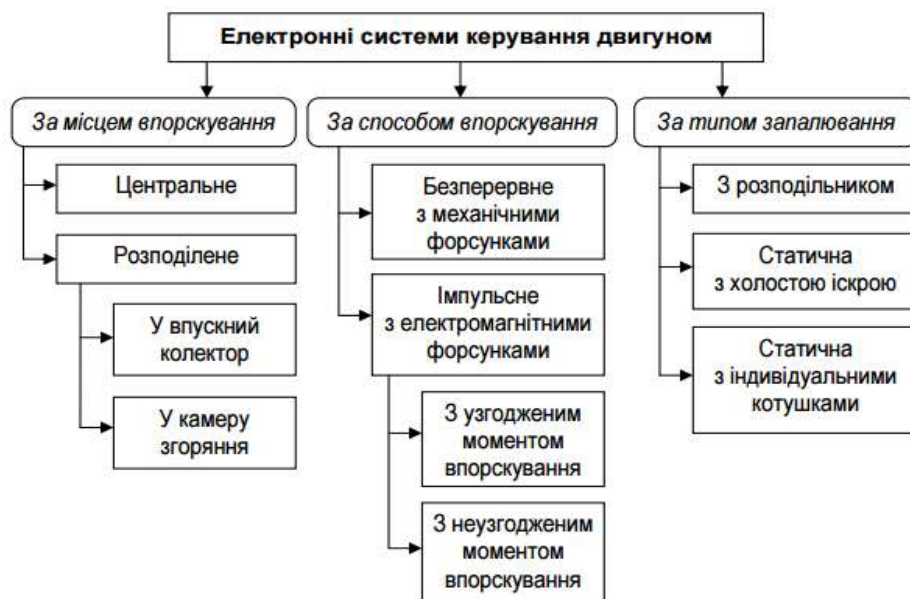 Електронні системи керування двигуном
За місцем впорскування
Центральне
Розподілене
У впускний
колектор
У камеру
згоряння
За способом впорскування
Безперервне
з механічними
форсунками
Імпульсне
з електромагнітними
форсунками
З узгодженим
моментом
впорскування
З неузгодженим
моментом
впорскування
За типом запалювання
З розподільником
Статична
з холостою іскрою
Статична
з індивідуальними
котушками